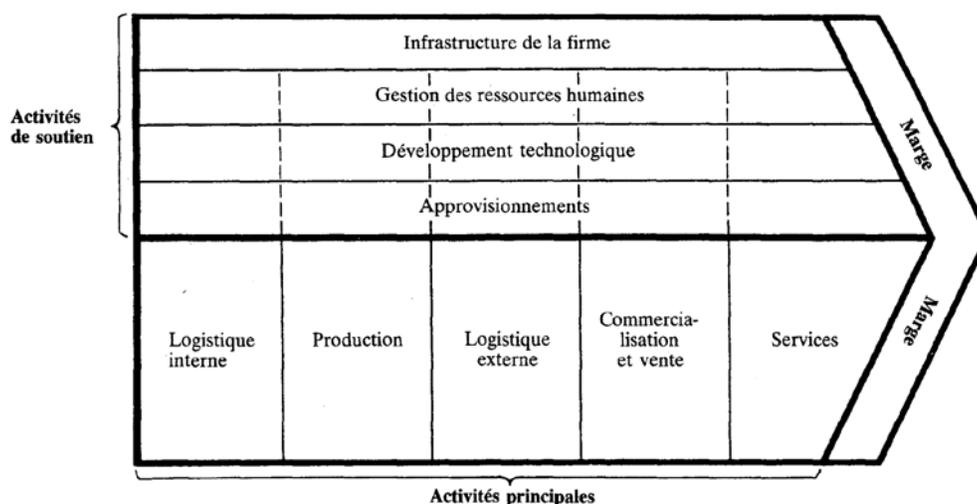 Infrastructure de la firme
Gestion des ressources humaines
Activités
de soutien
Développement technologique
Approvisionnements
Marge
Logistique
interne
Production
Logistique
externe
Commercia-
lisation
et vente
Services
Marge
Activités principales